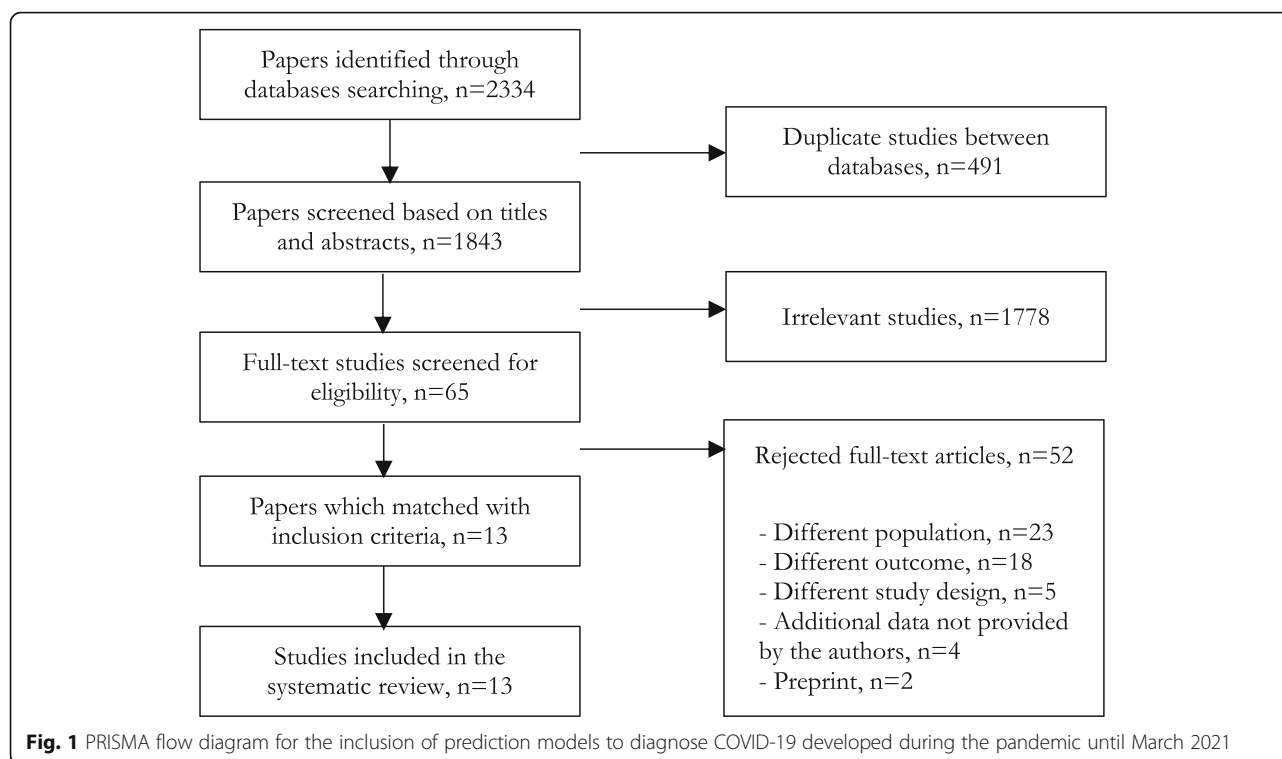 Papers identified through
databases searching, n=2334
Duplicate studies between
databases, n=491
Papers screened based on titles
and abstracts, n=1843
Irrelevant studies, n=1778
Full-text studies screened for
eligibility, n=65
Rejected full-text articles, n=52
- Different population, n=23
- Different outcome, n=18
- Different study design, n=5
- Additional data not provided
by the authors, n=4
- Preprint, n=2
Papers which matched with
inclusion criteria, n=13
Studies included in the
systematic review, n=13
Fig. 1 PRISMA flow diagram for the inclusion of prediction models to diagnose COVID-19 developed during the pandemic until March 2021